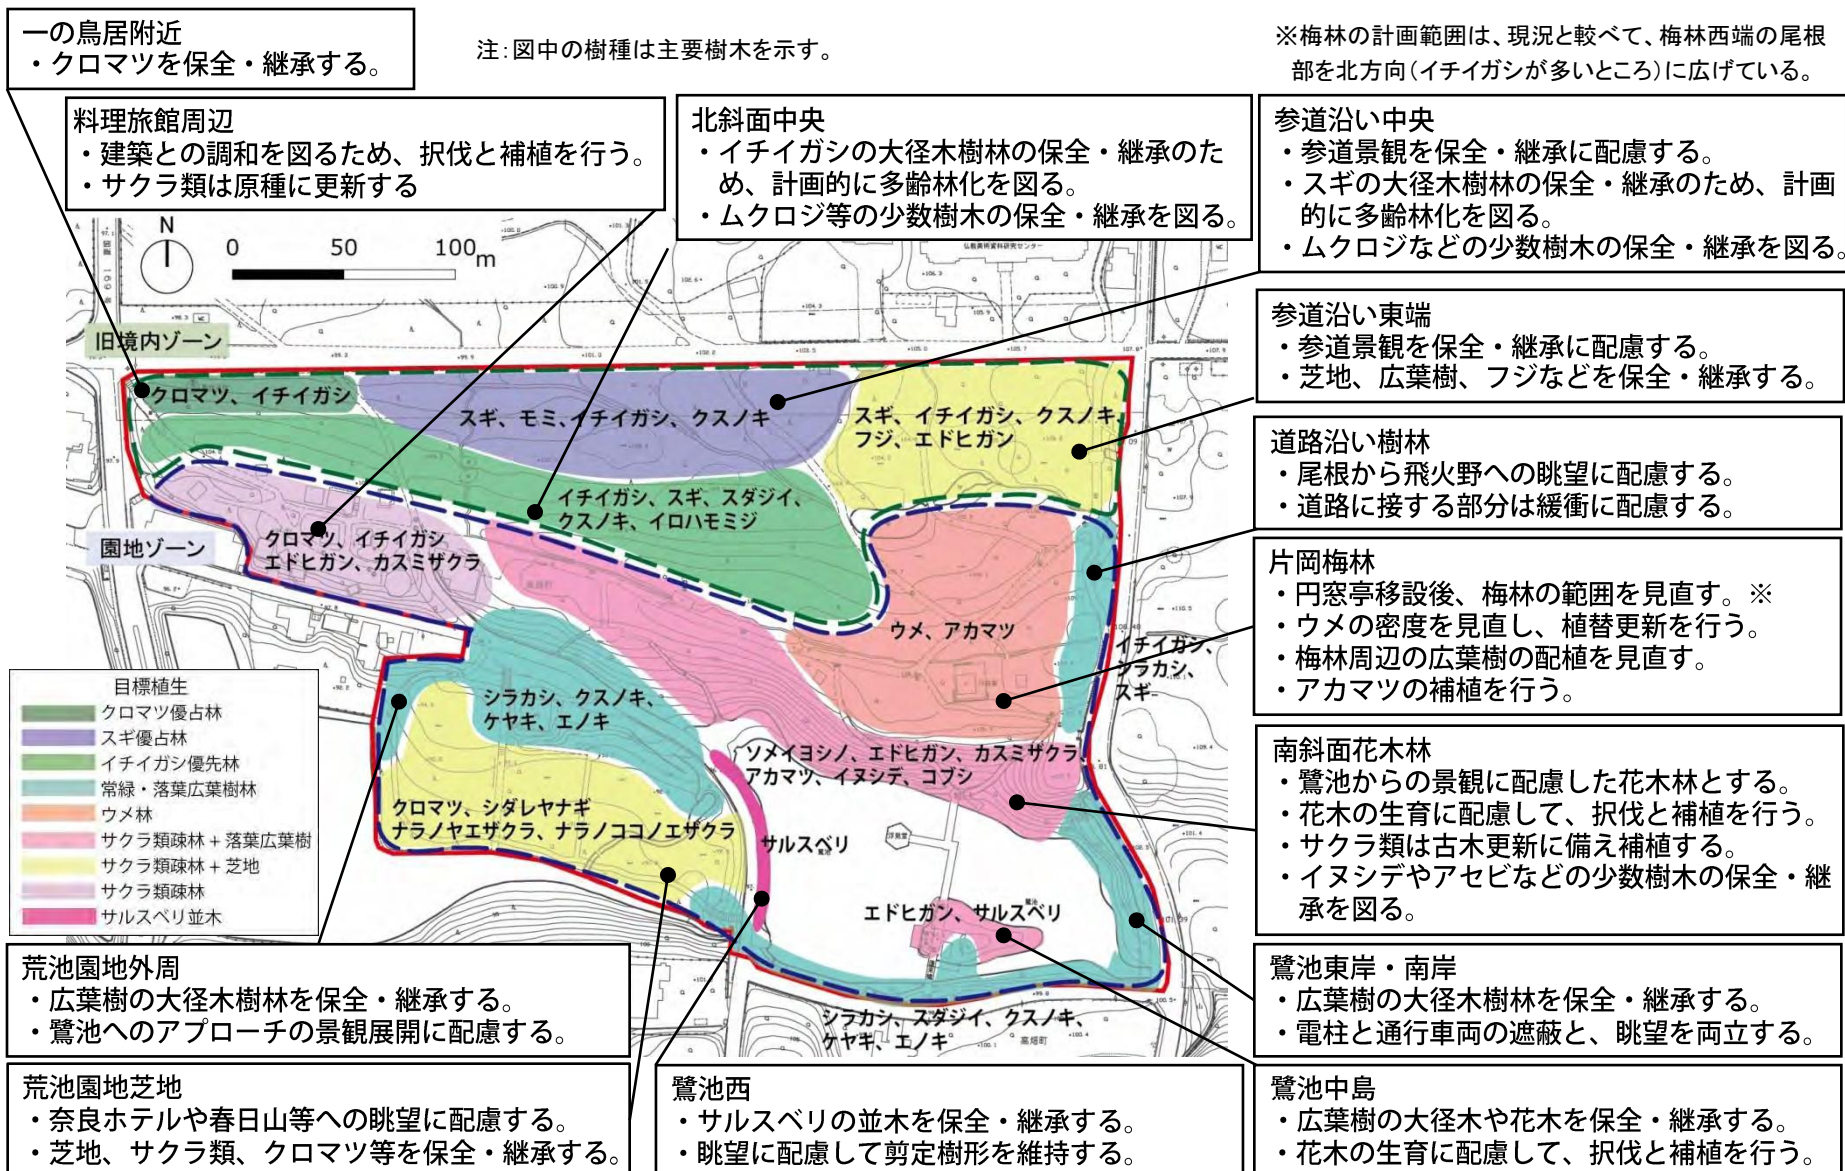 一の鳥居附近
・クロマツを保全・継承する。
注：図中の樹種は主要樹木を示す。
※梅林の計画範囲は、現況と較べて、梅林西端の尾根
部を北方向（イチイガシが多いところ）に広げている。
料理旅館周辺
・建築との調和を図るため、択伐と補植を行う。
・サクラ類は原種に更新する
北斜面中央
・イチイガシの大径木樹林の保全・継承のた
め、計画的に多齢林化を図る。
・ムクロジ等の少数樹木の保全・継承を図る。
参道沿い中央
・参道景観を保全・継承に配慮する。
・スギの大径木樹林の保全・継承のため、計画
的に多齢林化を図る。
・ムクロジなどの少数樹木の保全・継承を図る。
参道沿い東端
・参道景観を保全・継承に配慮する。
・芝地、広葉樹、フジなどを保全・継承する。
道路沿い樹林
・尾根から飛火野への眺望に配慮する。
・道路に接する部分は緩衝に配慮する。
片岡梅林
・円窓亭移設後、梅林の範囲を見直す。※
・ウメの密度を見直し、植替更新を行う。
・梅林周辺の広葉樹の配植を見直す。
・アカマツの補植を行う。
南斜面花木林
・鷺池からの景観に配慮した花木林とする。
・花木の生育に配慮して、択伐と補植を行う。
・サクラ類は古木更新に備え補植する。
・イヌシデやアセビなどの少数樹木の保全・継
承を図る。
鷺池東岸・南岸
・広葉樹の大径木樹林を保全・継承する。
・電柱と通行車両の遮蔽と、眺望を両立する。
鷺池中島
・広葉樹の大径木や花木を保全・継承する。
・花木の生育に配慮して、択伐と補植を行う。
鷺池西
・サルスベリの並木を保全・継承する。
・眺望に配慮して剪定樹形を維持する。
荒池園地外周
・広葉樹の大径木樹林を保全・継承する。
・鷺池へのアプローチの景観展開に配慮する。
荒池園地芝地
・奈良ホテルや春日山等への眺望に配慮する。
・芝地、サクラ類、クロマツ等を保全・継承する。
N
0 50 100m
仏教美術資料研究センター
旧境内ゾーン
園地ゾーン
クロマツ、イチイガシ
スギ、モミ、イチイガシ、クスノキ
スギ、イチイガシ、クスノキ
フジ、エドヒガン
イチイガシ、スギ、スダジイ、
クスノキ、イロハモミジ
クロマツ、イチイガシ
エドヒガン、カスミザクラ
ウメ、アカマツ
イチイガシ、
シラカシ、
スギ
シラカシ、クスノキ、
ケヤキ、エノキ
ソメイヨシノ、エドヒガン、カスミザクラ、
アカマツ、イヌシデ、コブシ
クロマツ、シダレヤナギ
ナラノヤエザクラ、ナラノココノエザクラ
サルスベリ
浮見堂
エドヒガン、サルスベリ
シラカシ、スダジイ、クスノキ、
ケヤキ、エノキ
高畑町
目標植生
クロマツ優占林
スギ優占林
イチイガシ優先林
常緑・落葉広葉樹林
ウメ林
サクラ類疎林＋落葉広葉樹
サクラ類疎林＋芝地
サクラ類疎林
サルスベリ並木